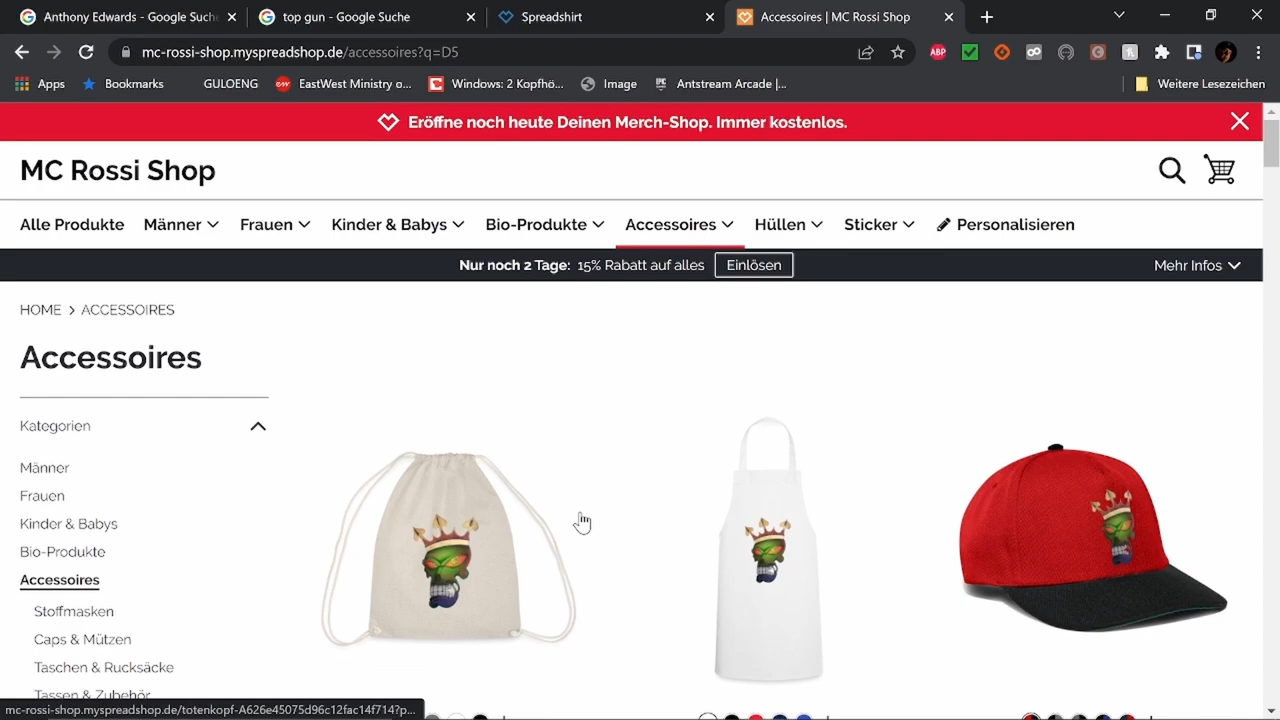 Anthony Edwards - Google Suche
top gun - Google Suche
Spreadshirt
Accessoires | MC Rossi Shop
mc-rossi-shop.myspreadshop.de/accessoires?q=D5
ABP
Apps
Bookmarks
GULOENG
EastWest Ministry o...
Windows: 2 Kopfhö...
Image
Antstream Arcade |...
Weitere Lesezeichen
Eröffne noch heute Deinen Merch-Shop. Immer kostenlos.
MC Rossi Shop
Alle Produkte
Männer
Frauen
Kinder & Babys
Bio-Produkte
Accessoires
Hüllen
Sticker
Personalisieren
Nur noch 2 Tage: 15% Rabatt auf alles
Einlösen
Mehr Infos
HOME > ACCESSOIRES
Accessoires
Kategorien
Männer
Frauen
Kinder & Babys
Bio-Produkte
Accessoires
Stoffmasken
Caps & Mützen
Taschen & Rucksäcke
Tassen & Zubehör
mc-rossi-shop.myspreadshop.de/totenkopf-A626e45075d96c12fac14f714?p...